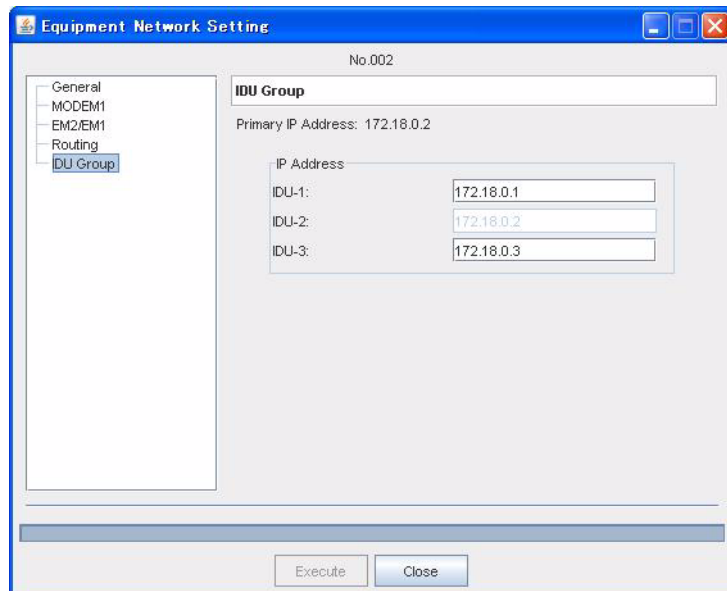 Equipment Network Setting
No.002
General
MODEM1
EM2/EM1
Routing
IDU Group
IDU Group
Primary IP Address: 172.18.0.2
IP Address
IDU-1: 172.18.0.1
IDU-2: 172.18.0.2
IDU-3: 172.18.0.3
Execute Close